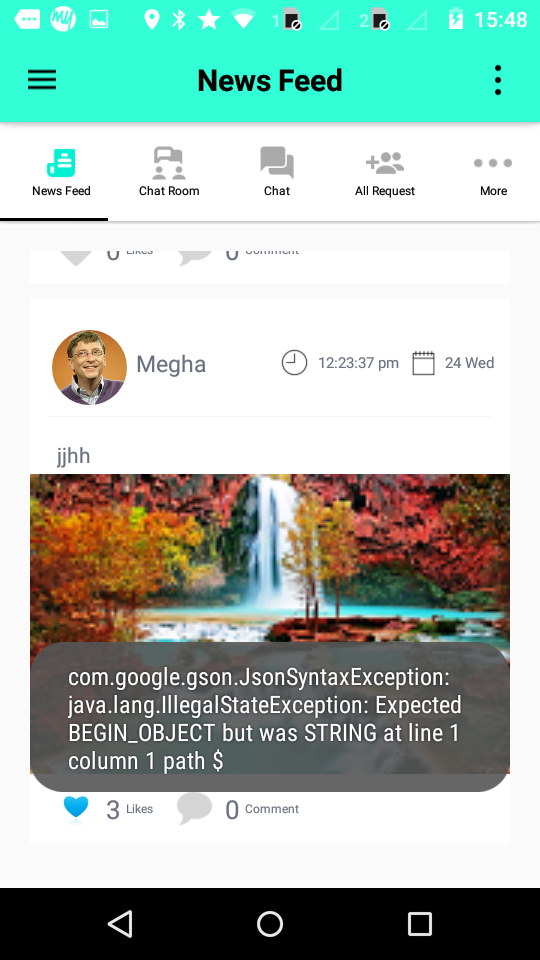 1 2 15:48
News Feed
News Feed Chat Room Chat All Request More
0 Likes 0 Comment
Megha 12:23:37 pm 24 Wed
jjhh
com.google.gson.JsonSyntaxException:
java.lang.IllegalStateException: Expected
BEGIN_OBJECT but was STRING at line 1
column 1 path $
3 Likes 0 Comment